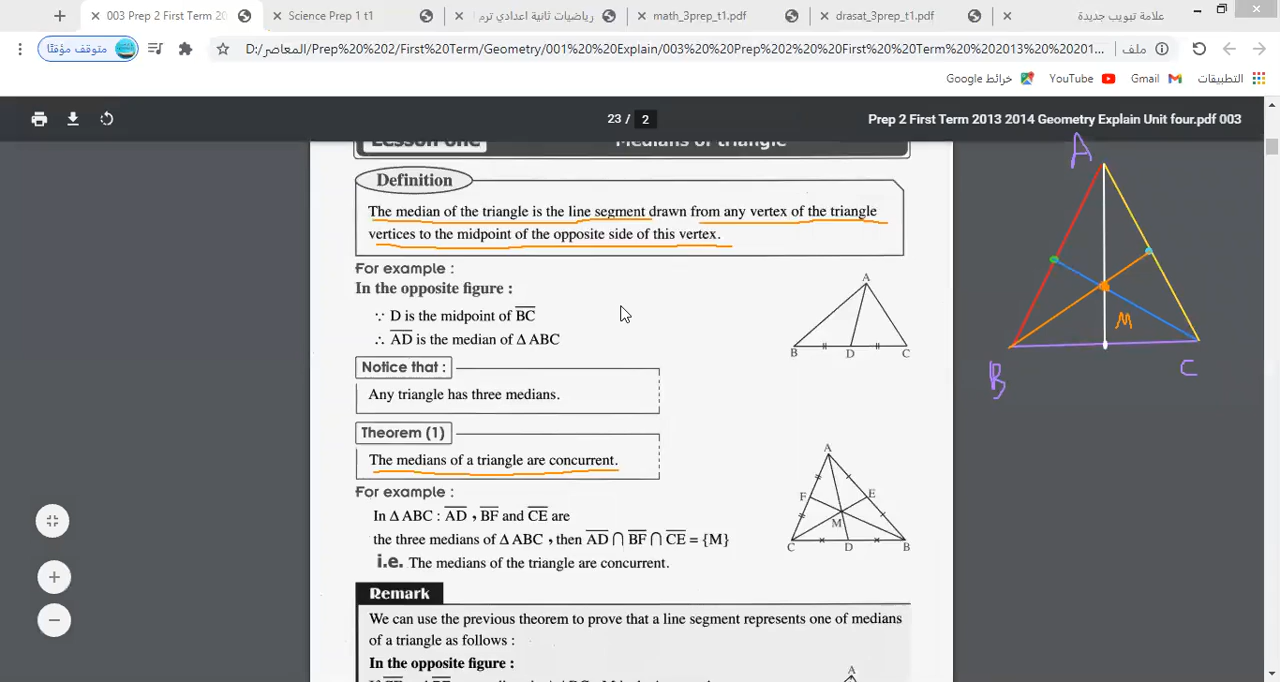 003 Prep 2 First Term 20
Science Prep 1 t1
رياضيات ثانية اعدادي ترم
math_3prep_t1.pdf
drasat_3prep_t1.pdf
علامة تبويب جديدة
متوقف مؤقتًا
D:/المعاصر/Prep%20%202/First%20Term/Geometry/001%20%20Explain/003%20%20Prep%202%20%20First%20%20Term%20%202013%20%20201...
ملف
خرائط Google
YouTube
Gmail
التطبيقات
23 / 2
Prep 2 First Term 2013 2014 Geometry Explain Unit four.pdf 003
Lesson one
Medians of triangle
Definition
The median of the triangle is the line segment drawn from any vertex of the triangle
vertices to the midpoint of the opposite side of this vertex.
For example :
In the opposite figure :
∵ D is the midpoint of BC
∴ AD is the median of Δ ABC
A
B
D
C
Notice that :
Any triangle has three medians.
Theorem (1)
The medians of a triangle are concurrent.
For example :
In Δ ABC : AD , BF and CE are
the three medians of Δ ABC , then AD ∩ BF ∩ CE = {M}
i.e. The medians of the triangle are concurrent.
A
F
E
M
C
D
B
Remark
We can use the previous theorem to prove that a line segment represents one of medians
of a triangle as follows :
In the opposite figure :
A
A
M
B
C